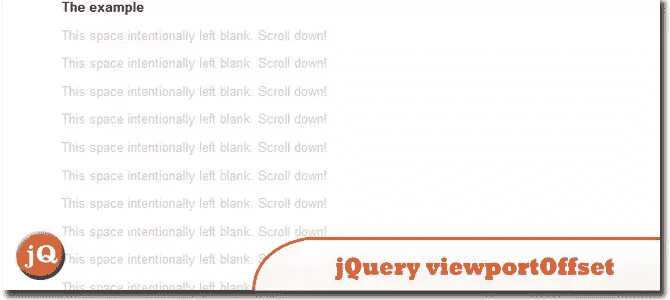 The example
This space intentionally left blank. Scroll down!
This space intentionally left blank. Scroll down!
This space intentionally left blank. Scroll down!
This space intentionally left blank. Scroll down!
This space intentionally left blank. Scroll down!
This space intentionally left blank. Scroll down!
This space intentionally left blank. Scroll down!
This space intentionally left blank. Scroll down!
This space intentionally left blank. S
This space intentionally left blank.
jQ
jQuery viewportOffset